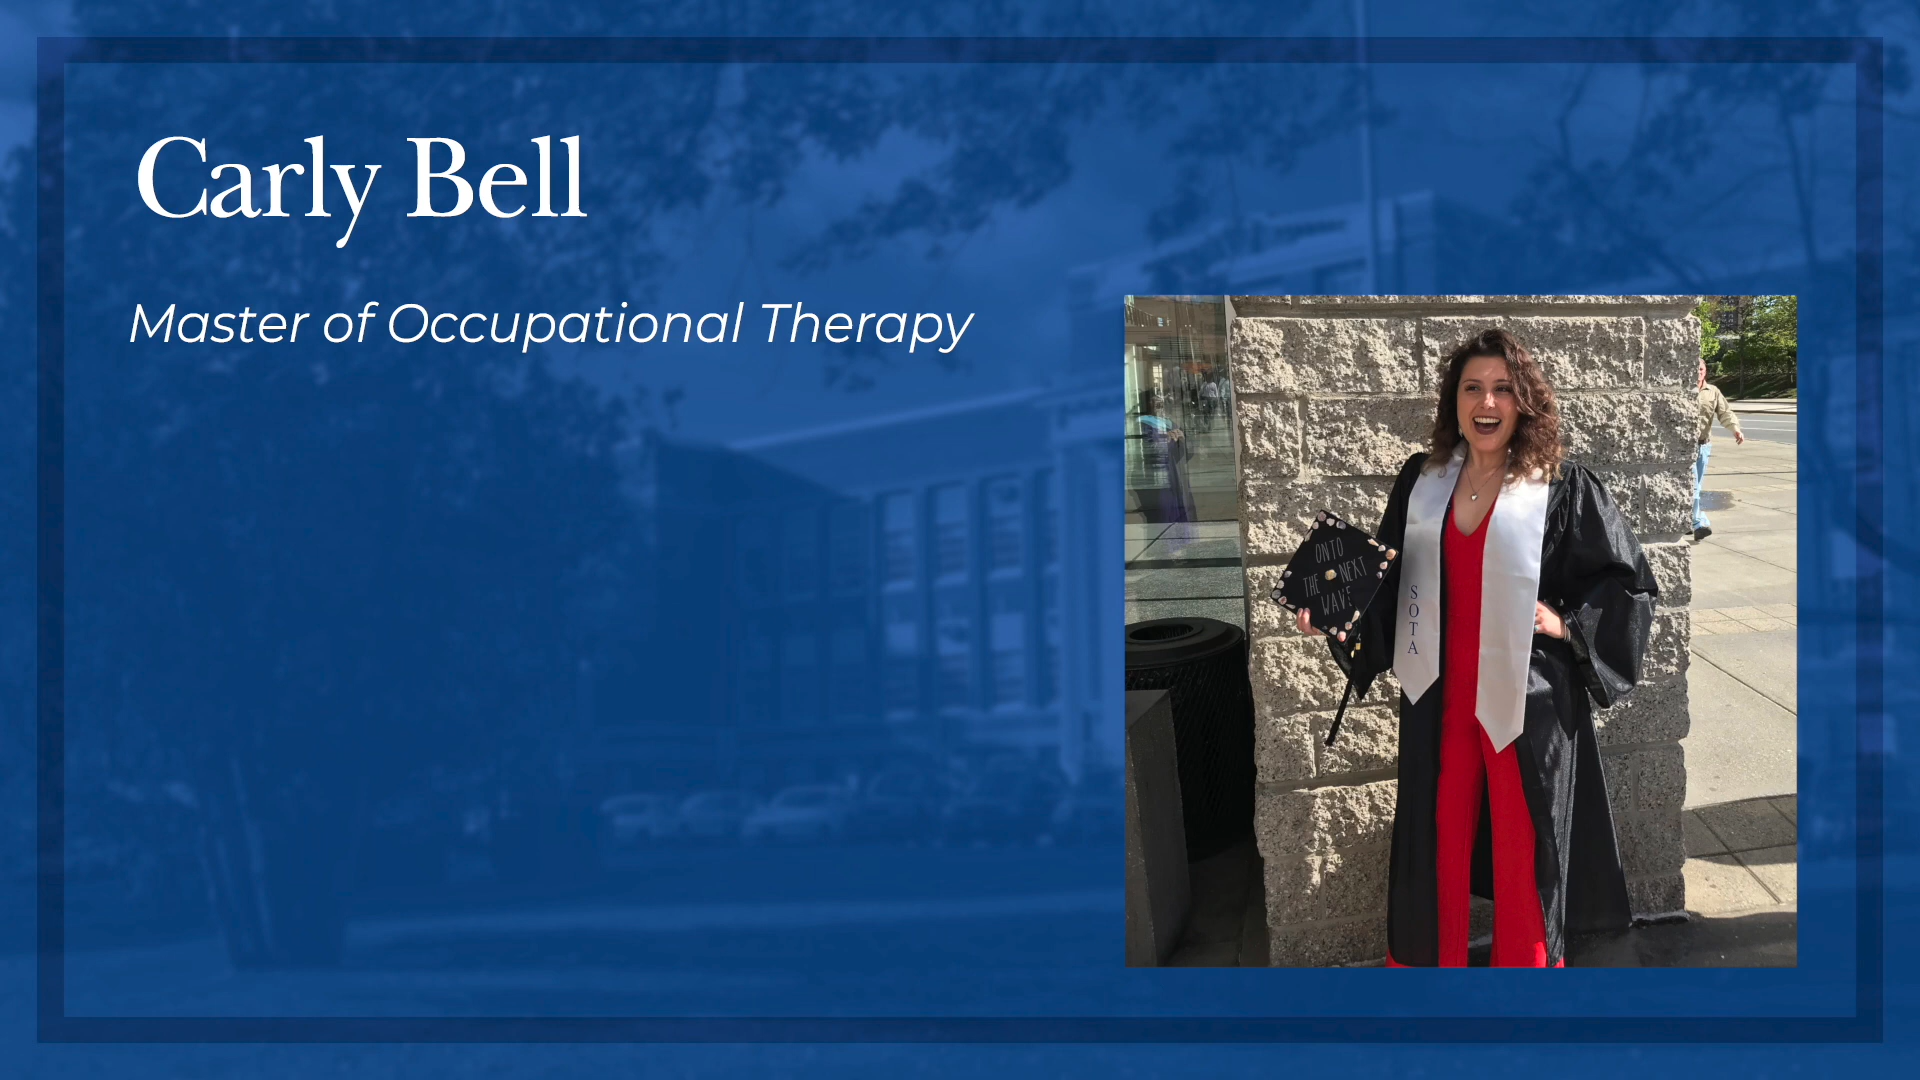 Carly Bell
Master of Occupational Therapy
ONTO
THE NEXT
WAVE
SOTA